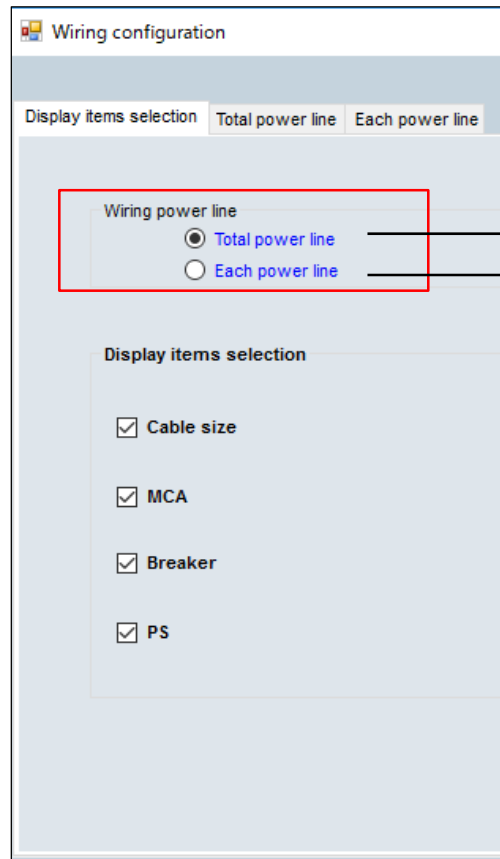 Wiring configuration
Display items selection Total power line Each power line
Wiring power line
Total power line
Each power line
Display items selection
Cable size
MCA
Breaker
PS